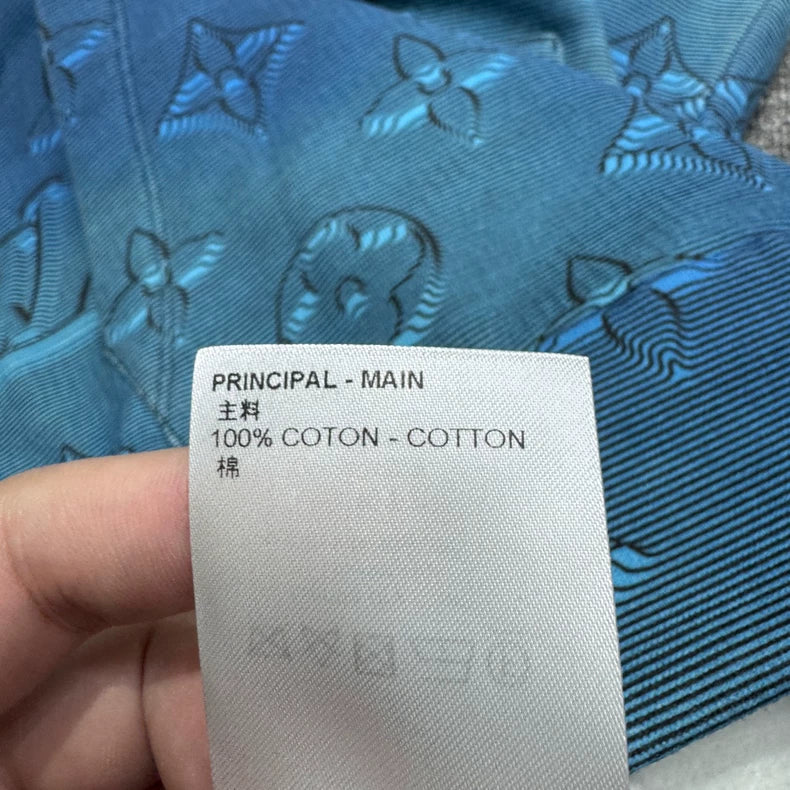 PRINCIPAL - MAIN
主料
100% COTON - COTTON
棉